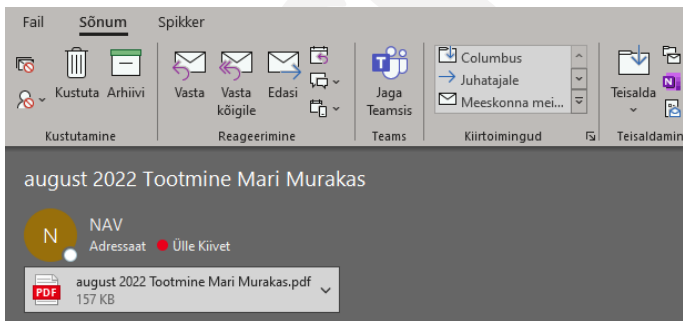 Fail Sõnum Spikker
Kustuta Arhiivi Vasta Vasta kõigile Edasi Jaga Teamsis Columbus Juhatajale Meeskonna mei... Teisalda
Kustutamine Reageerimine Teams Kiirtoimingud Teisaldamin
august 2022 Tootmine Mari Murakas
N
NAV
Adressaat Ülle Kiivet
PDF
august 2022 Tootmine Mari Murakas.pdf
157 KB